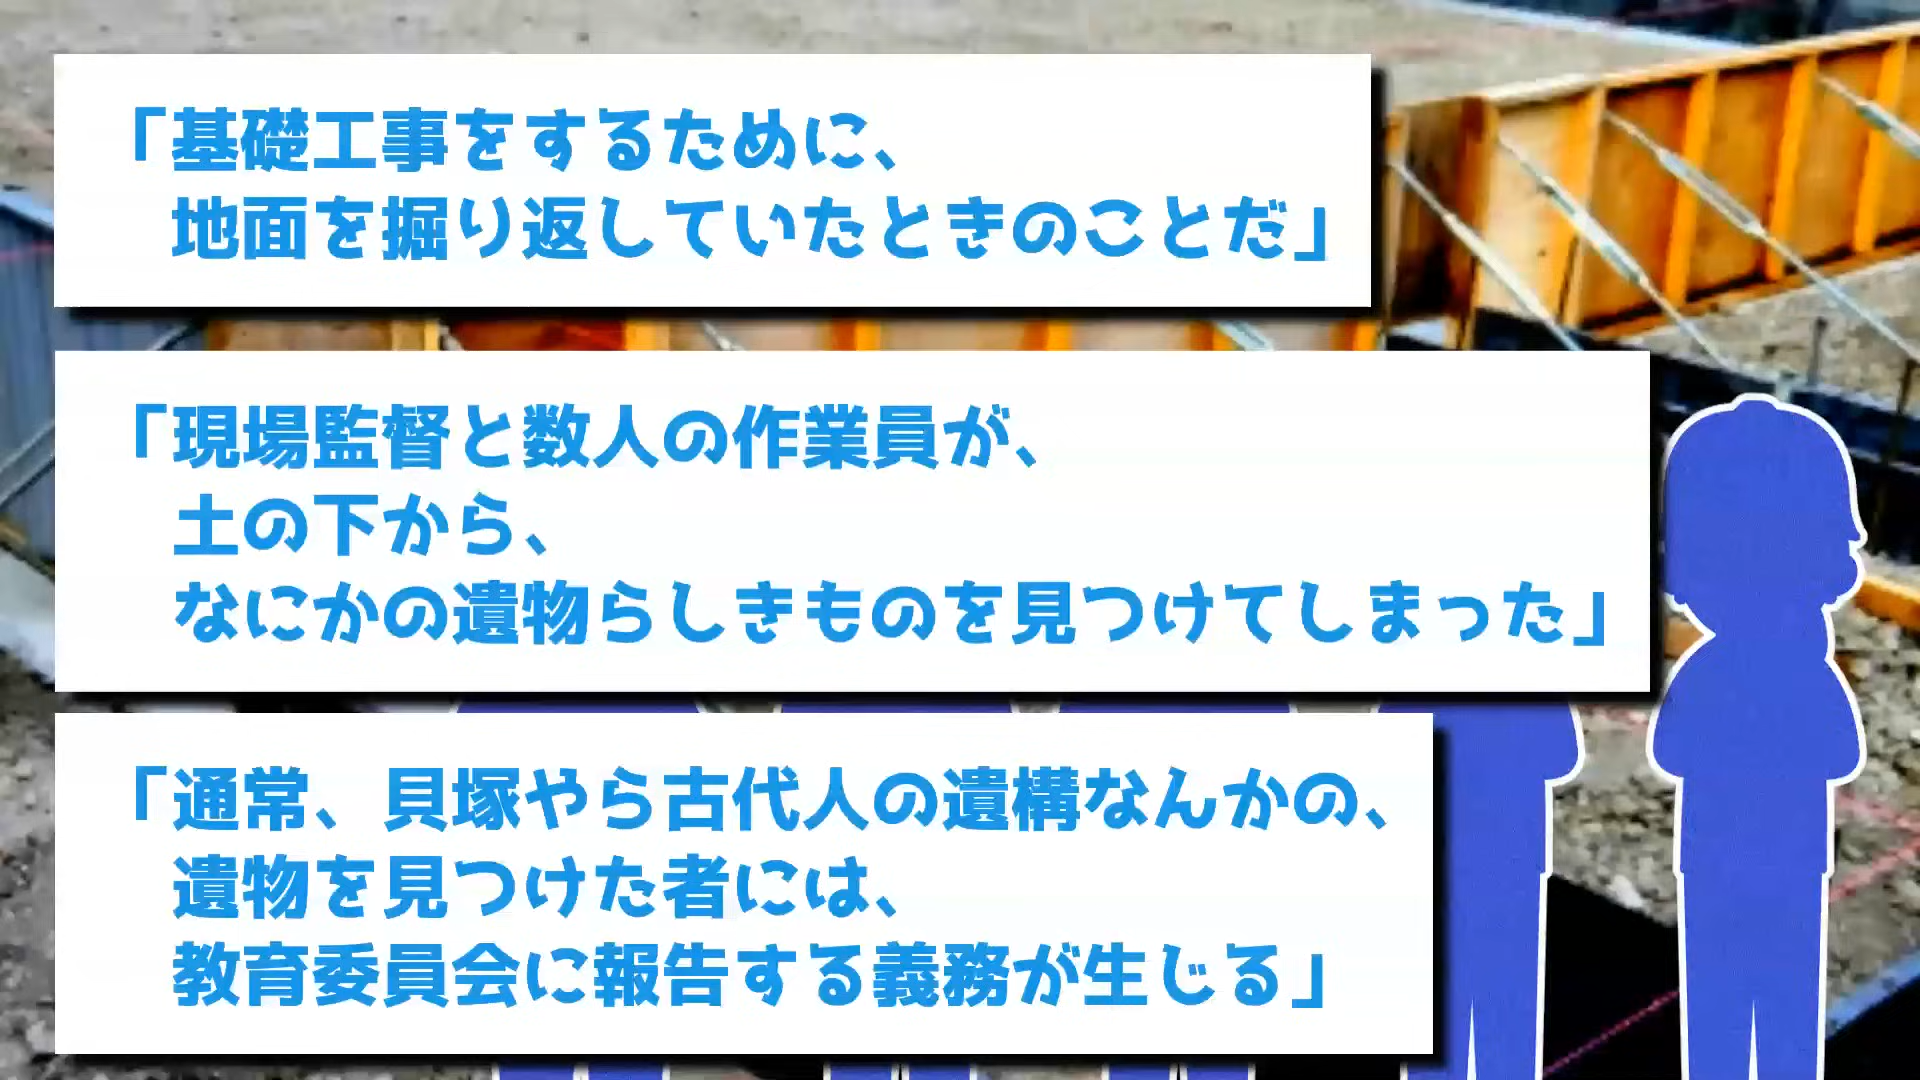 「基礎工事をするために、
地面を掘り返していたときのことだ」
「現場監督と数人の作業員が、
土の下から、
なにかの遺物らしきものを見つけてしまった」
「通常、貝塚やら古代人の遺構なんかの、
遺物を見つけた者には、
教育委員会に報告する義務が生じる」